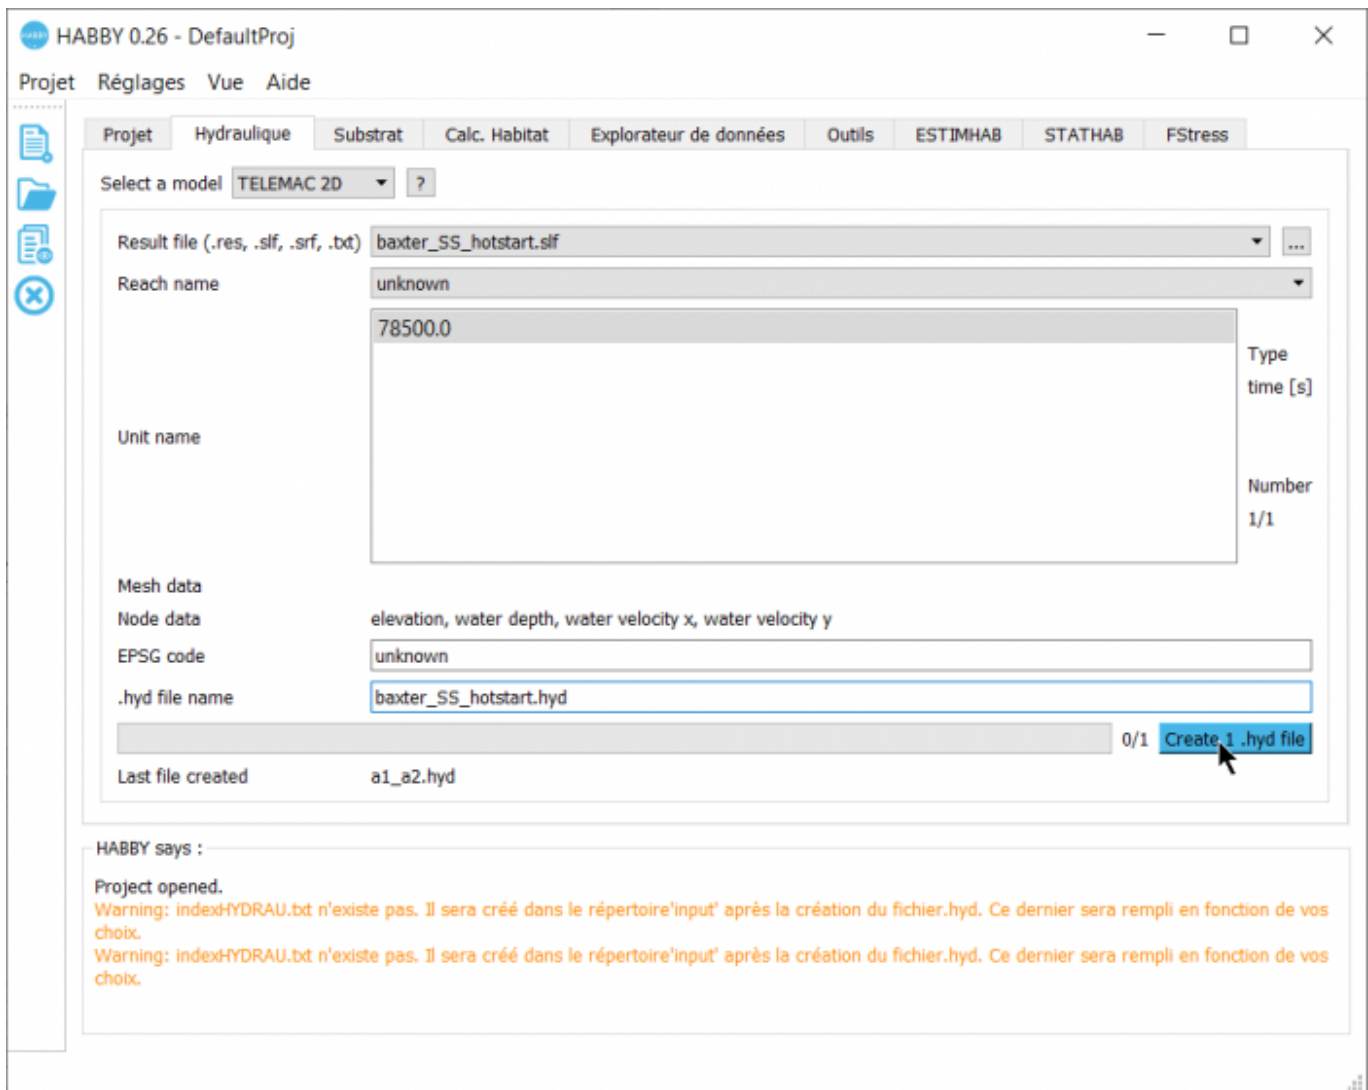 HABBY 0.26 - DefaultProj
Projet Réglages Vue Aide
Projet Hydraulique Substrat Calc. Habitat Explorateur de données Outils ESTIMHAB STATHAB FStress
Select a model TELEMAC 2D ?
Result file (.res, .slf, .srf, .txt) baxter_SS_hotstart.slf ...
Reach name unknown
78500.0
Type
time [s]
Unit name
Number
1/1
Mesh data
Node data elevation, water depth, water velocity x, water velocity y
EPSG code unknown
.hyd file name baxter_SS_hotstart.hyd
0/1 Create 1 .hyd file
Last file created a1_a2.hyd
HABBY says :
Project opened.
Warning: indexHYDRAU.txt n'existe pas. Il sera créé dans le répertoire'input' après la création du fichier.hyd. Ce dernier sera rempli en fonction de vos
choix.
Warning: indexHYDRAU.txt n'existe pas. Il sera créé dans le répertoire'input' après la création du fichier.hyd. Ce dernier sera rempli en fonction de vos
choix.